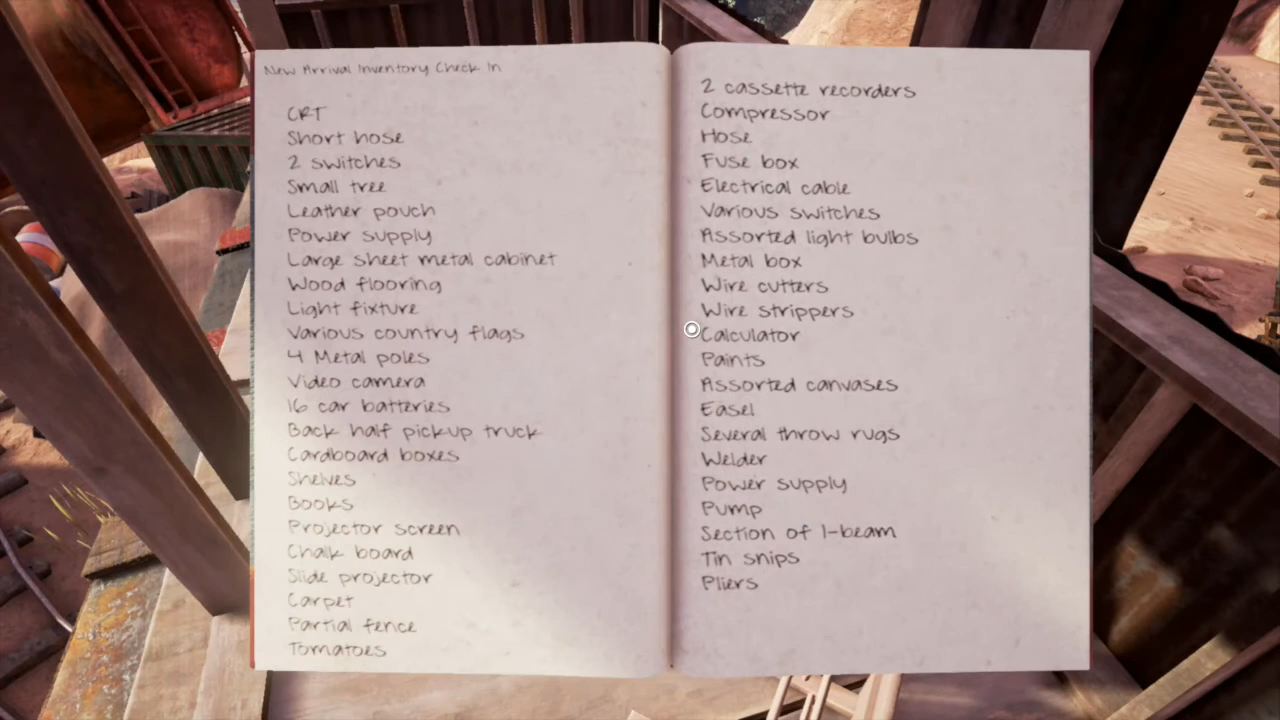 New Arrival Inventory Check In
CRT
Short hose
2 switches
Small tree
Leather pouch
Power supply
Large sheet metal cabinet
Wood flooring
Light fixture
Various country flags
4 Metal poles
Video camera
16 car batteries
Back half pickup truck
Cardboard boxes
Shelves
Books
Projector screen
Chalk board
Slide projector
Carpet
Partial fence
Tomatoes
2 cassette recorders
Compressor
Hose
Fuse box
Electrical cable
Various switches
Assorted light bulbs
Metal box
Wire cutters
Wire strippers
Calculator
Paints
Assorted canvases
Easel
Several throw rugs
Welder
Power supply
Pump
Section of I-beam
Tin snips
Pliers